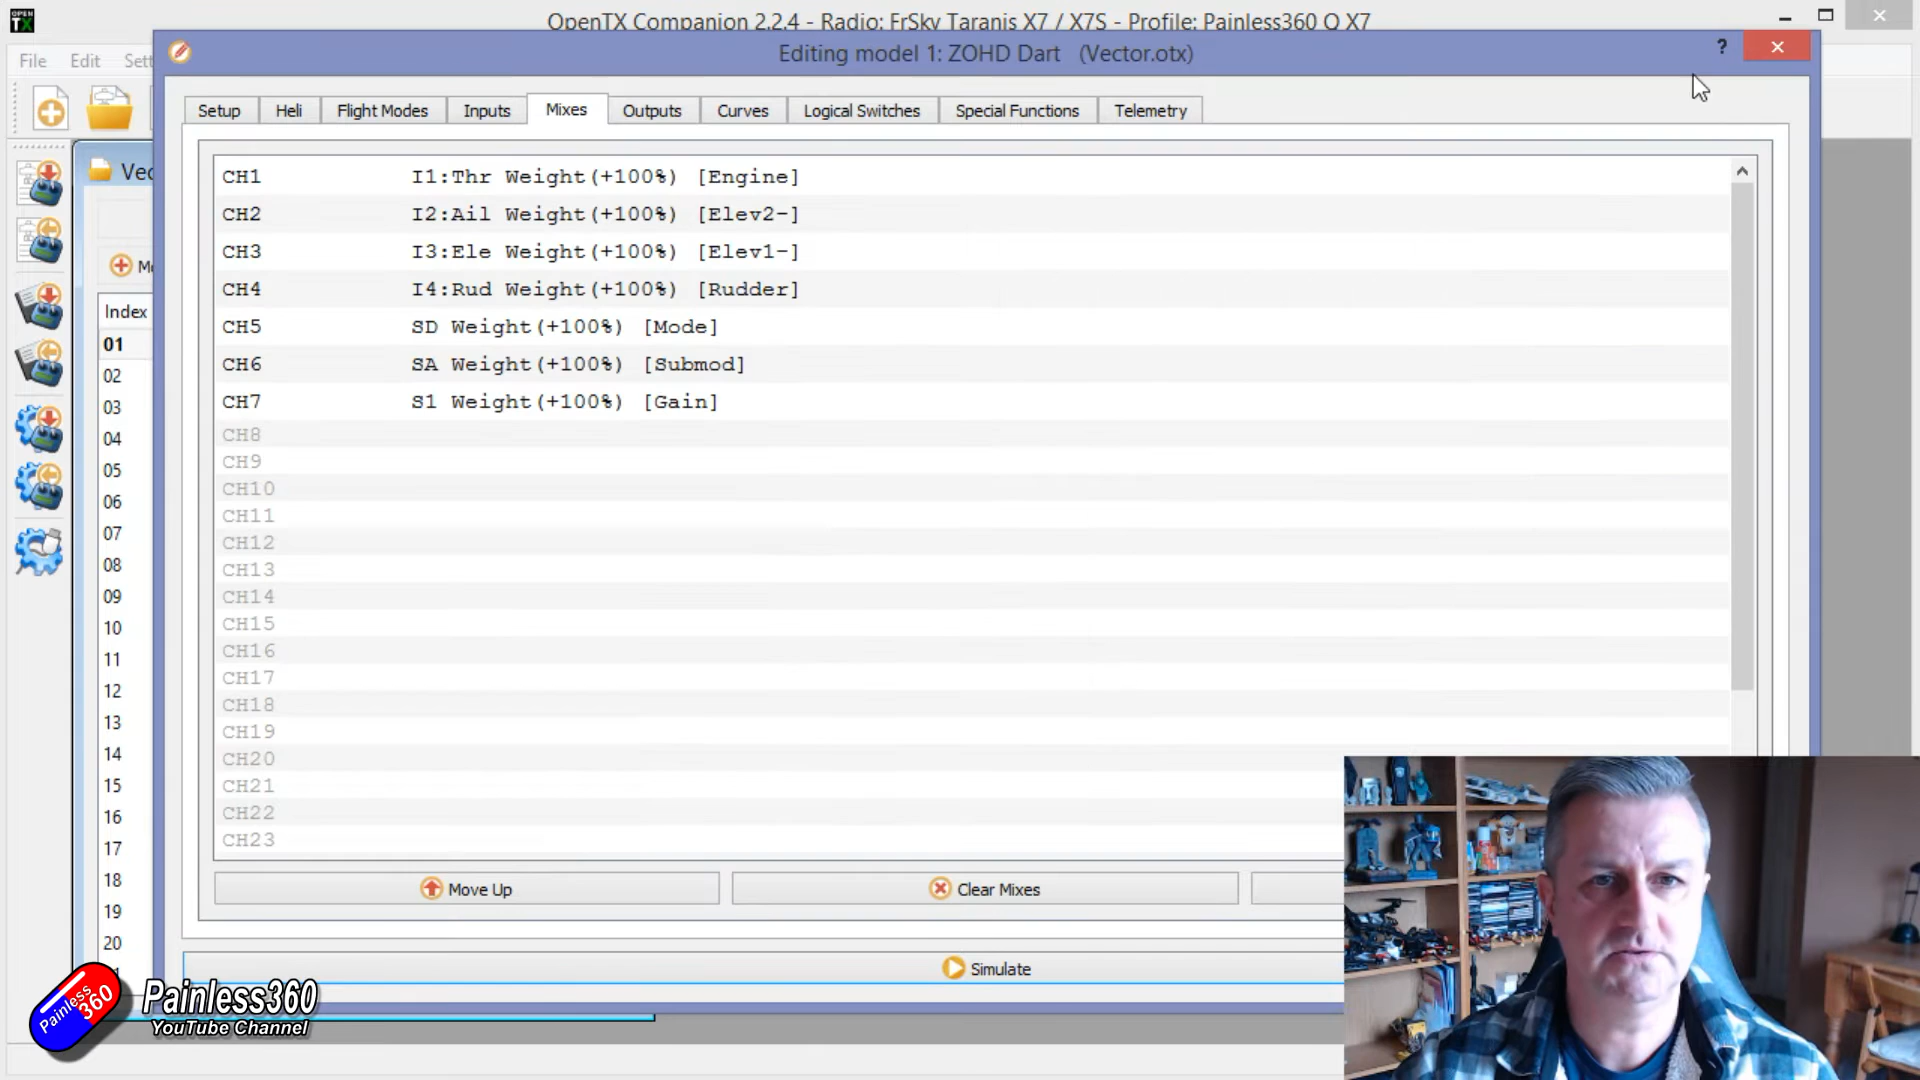 OPEN
TX
OpenTX Companion 2.2.4 - Radio: FrSky Taranis X7 / X7S - Profile: Painless360 Q X7
Editing model 1: ZOHD Dart (Vector.otx)
?
File Edit Sett
Setup Heli Flight Modes Inputs Mixes Outputs Curves Logical Switches Special Functions Telemetry
Vec
Mo
Index
01
02
03
04
05
06
07
08
09
10
11
12
13
14
15
16
17
18
19
20
CH1 I1:Thr Weight(+100%) [Engine]
CH2 I2:Ail Weight(+100%) [Elev2-]
CH3 I3:Ele Weight(+100%) [Elev1-]
CH4 I4:Rud Weight(+100%) [Rudder]
CH5 SD Weight(+100%) [Mode]
CH6 SA Weight(+100%) [Submod]
CH7 S1 Weight(+100%) [Gain]
CH8
CH9
CH10
CH11
CH12
CH13
CH14
CH15
CH16
CH17
CH18
CH19
CH20
CH21
CH22
CH23
Move Up Clear Mixes
Simulate
Painless
360
Painless360
YouTube Channel